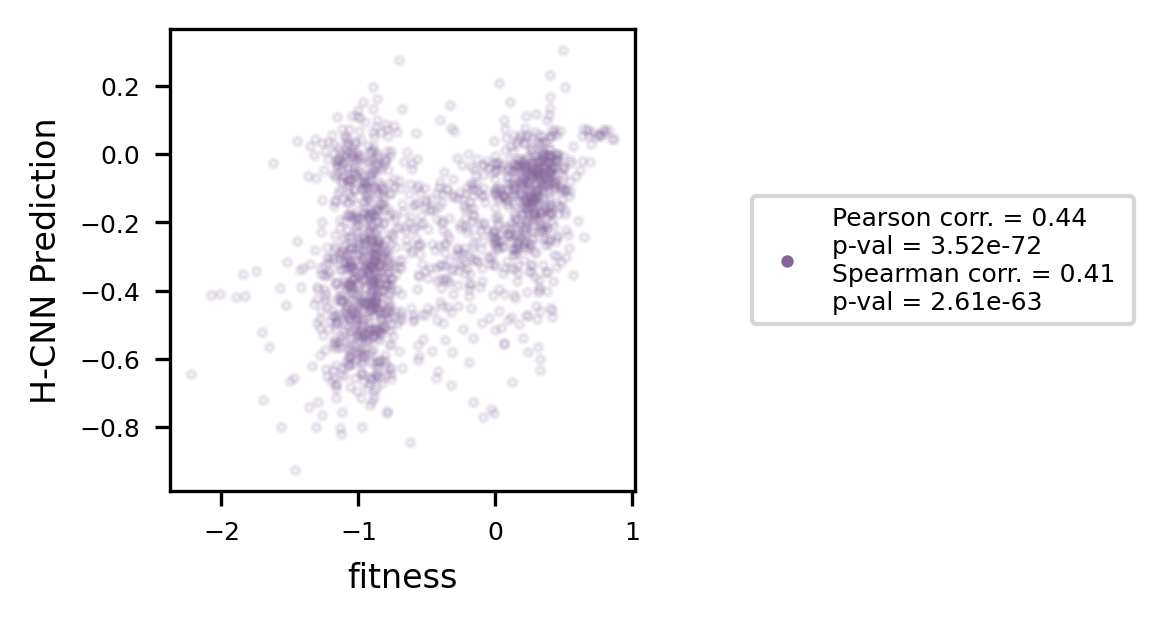 H-CNN Prediction
0.2
0.0
−0.2
−0.4
−0.6
−0.8
−2
−1
0
1
fitness
Pearson corr. = 0.44
p-val = 3.52e-72
Spearman corr. = 0.41
p-val = 2.61e-63